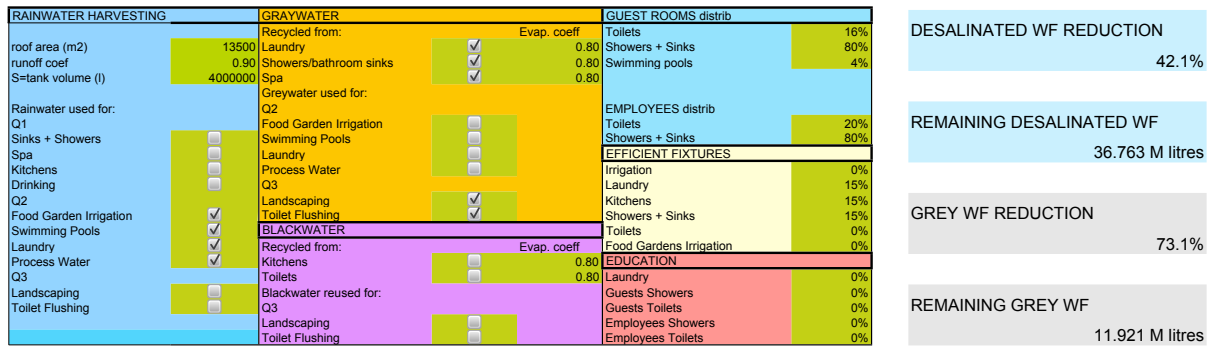 RAINWATER HARVESTING
roof area (m2) 13500
runoff coef 0.90
S=tank volume (l) 4000000
Rainwater used for:
Q1
Sinks + Showers
Spa
Kitchens
Drinking
Q2
Food Garden Irrigation
Swimming Pools
Laundry
Process Water
Q3
Landscaping
Toilet Flushing
GRAYWATER
Recycled from: Evap. coeff
Laundry 0.80
Showers/bathroom sinks 0.80
Spa 0.80
Greywater used for:
Q2
Food Garden Irrigation
Swimming Pools
Laundry
Process Water
Q3
Landscaping
Toilet Flushing
BLACKWATER
Recycled from: Evap. coeff
Kitchens 0.80
Toilets 0.80
Blackwater reused for:
Q3
Landscaping
Toilet Flushing
GUEST ROOMS distrib
Toilets 16%
Showers + Sinks 80%
Swimming pools 4%
EMPLOYEES distrib
Toilets 20%
Showers + Sinks 80%
EFFICIENT FIXTURES
Irrigation 0%
Laundry 15%
Kitchens 15%
Showers + Sinks 15%
Toilets 0%
Food Gardens Irrigation 0%
EDUCATION
Laundry 0%
Guests Showers 0%
Guests Toilets 0%
Employees Showers 0%
Employees Toilets 0%
DESALINATED WF REDUCTION
42.1%
REMAINING DESALINATED WF
36.763 M litres
GREY WF REDUCTION
73.1%
REMAINING GREY WF
11.921 M litres